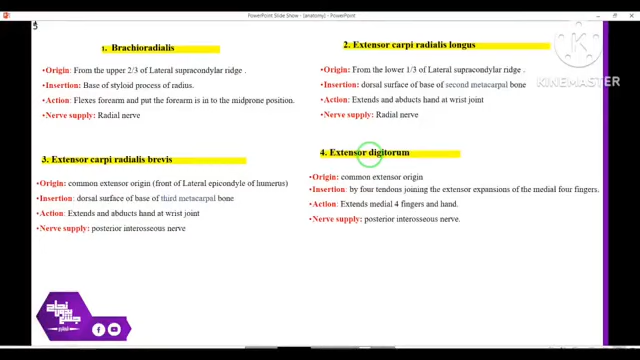 PowerPoint Slide Show - [anatomy] - PowerPoint
5
1. Brachioradialis
•Origin: From the upper 2/3 of Lateral supracondylar ridge .
•Insertion: Base of styloid process of radius.
•Action: Flexes forearm and put the forearm is in to the midprone position.
•Nerve supply: Radial nerve
2. Extensor carpi radialis longus
•Origin: From the lower 1/3 of Lateral supracondylar ridge .
•Insertion: dorsal surface of base of second metacarpal bone
•Action: Extends and abducts hand at wrist joint
•Nerve supply: Radial nerve
3. Extensor carpi radialis brevis
•Origin: common extensor origin (front of Lateral epicondyle of humerus)
•Insertion: dorsal surface of base of third metacarpal bone
•Action: Extends and abducts hand at wrist joint
•Nerve supply: posterior interosseous nerve
4. Extensor digitorum
•Origin: common extensor origin
•Insertion: by four tendons joining the extensor expansions of the medial four fingers.
•Action: Extends medial 4 fingers and hand.
•Nerve supply: posterior interosseous nerve.
KINEMASTER